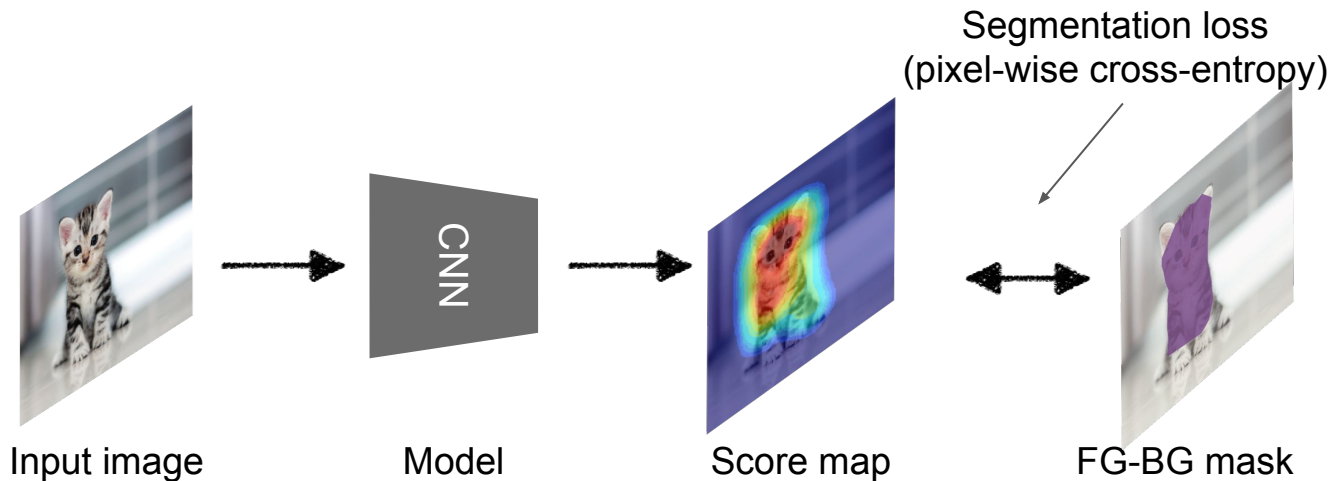 Segmentation loss
(pixel-wise cross-entropy)
CNN
Input image
Model
Score map
FG-BG mask